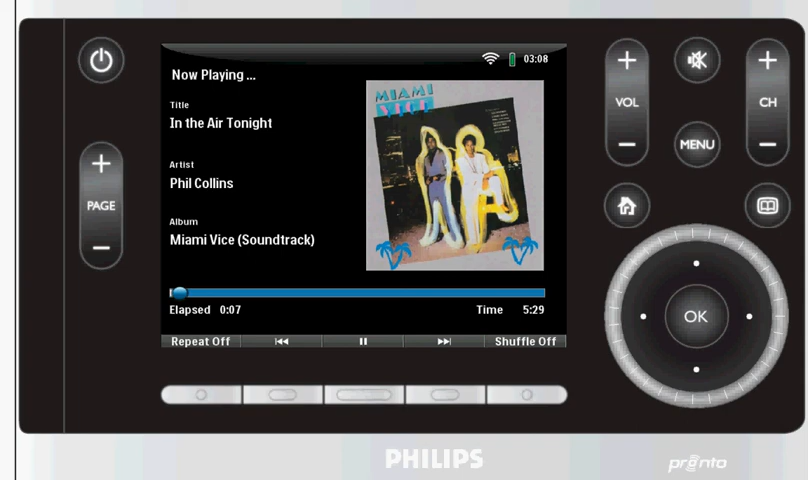 03:08
Now Playing ...
Title
In the Air Tonight
Artist
Phil Collins
Album
Miami Vice (Soundtrack)
MIAMI
VICE
Elapsed 0:07
Time 5:29
Repeat Off
Shuffle Off
PAGE
VOL
MENU
CH
OK
PHILIPS
pronto